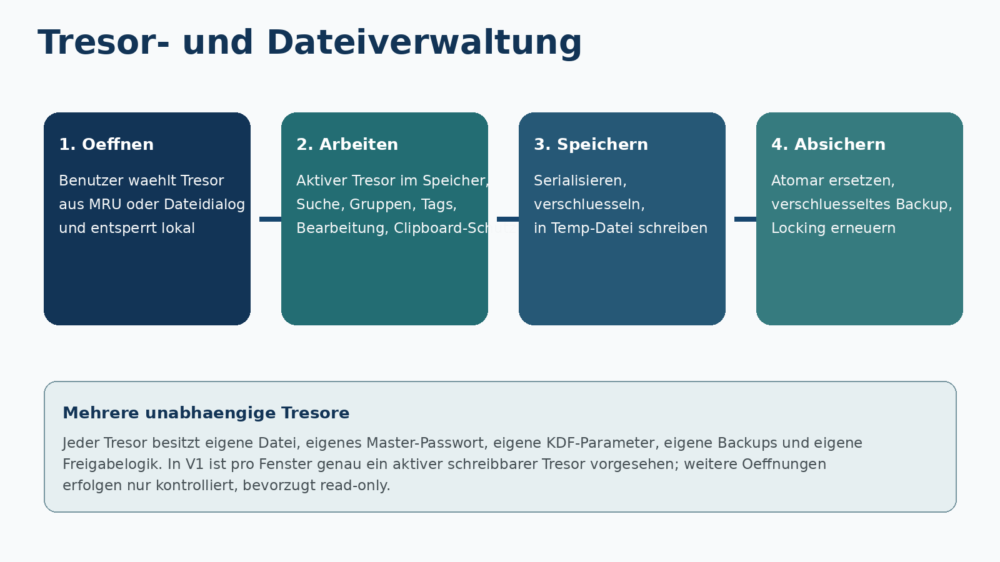 Tresor- und Dateiverwaltung
1. Oeffnen
Benutzer waehlt Tresor
aus MRU oder Dateidialog
und entsperrt lokal
2. Arbeiten
Aktiver Tresor im Speicher,
Suche, Gruppen, Tags,
Bearbeitung, Clipboard-Schutz
3. Speichern
Serialisieren,
verschluesseln,
in Temp-Datei schreiben
4. Absichern
Atomar ersetzen,
verschluesseltes Backup,
Locking erneuern
Mehrere unabhaengige Tresore
Jeder Tresor besitzt eigene Datei, eigenes Master-Passwort, eigene KDF-Parameter, eigene Backups und eigene
Freigabelogik. In V1 ist pro Fenster genau ein aktiver schreibbarer Tresor vorgesehen; weitere Oeffnungen
erfolgen nur kontrolliert, bevorzugt read-only.